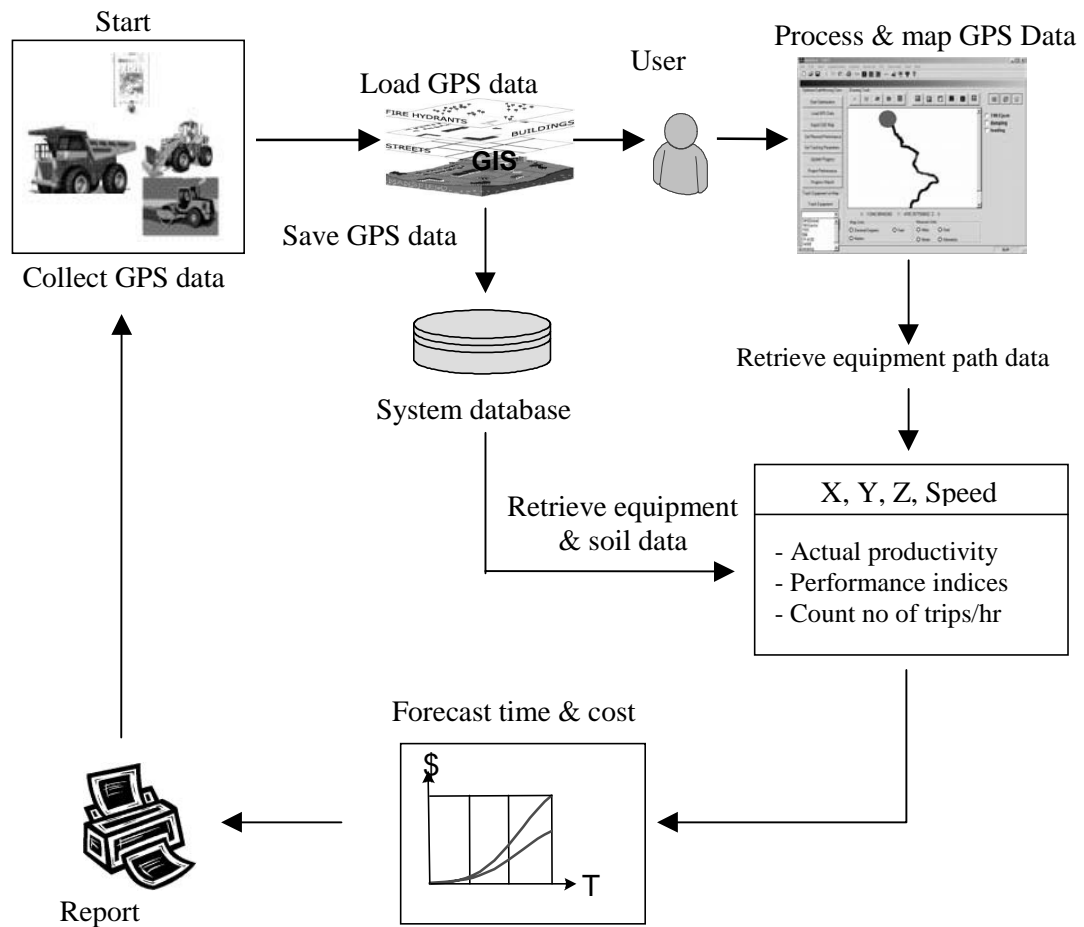 Start
Process & map GPS Data
User
Load GPS data
FIRE HYDRANTS
BUILDINGS
STREETS
GIS
Save GPS data
Collect GPS data
System database
Retrieve equipment path data
Retrieve equipment
& soil data
X, Y, Z, Speed
- Actual productivity
- Performance indices
- Count no of trips/hr
Forecast time & cost
$
T
Report